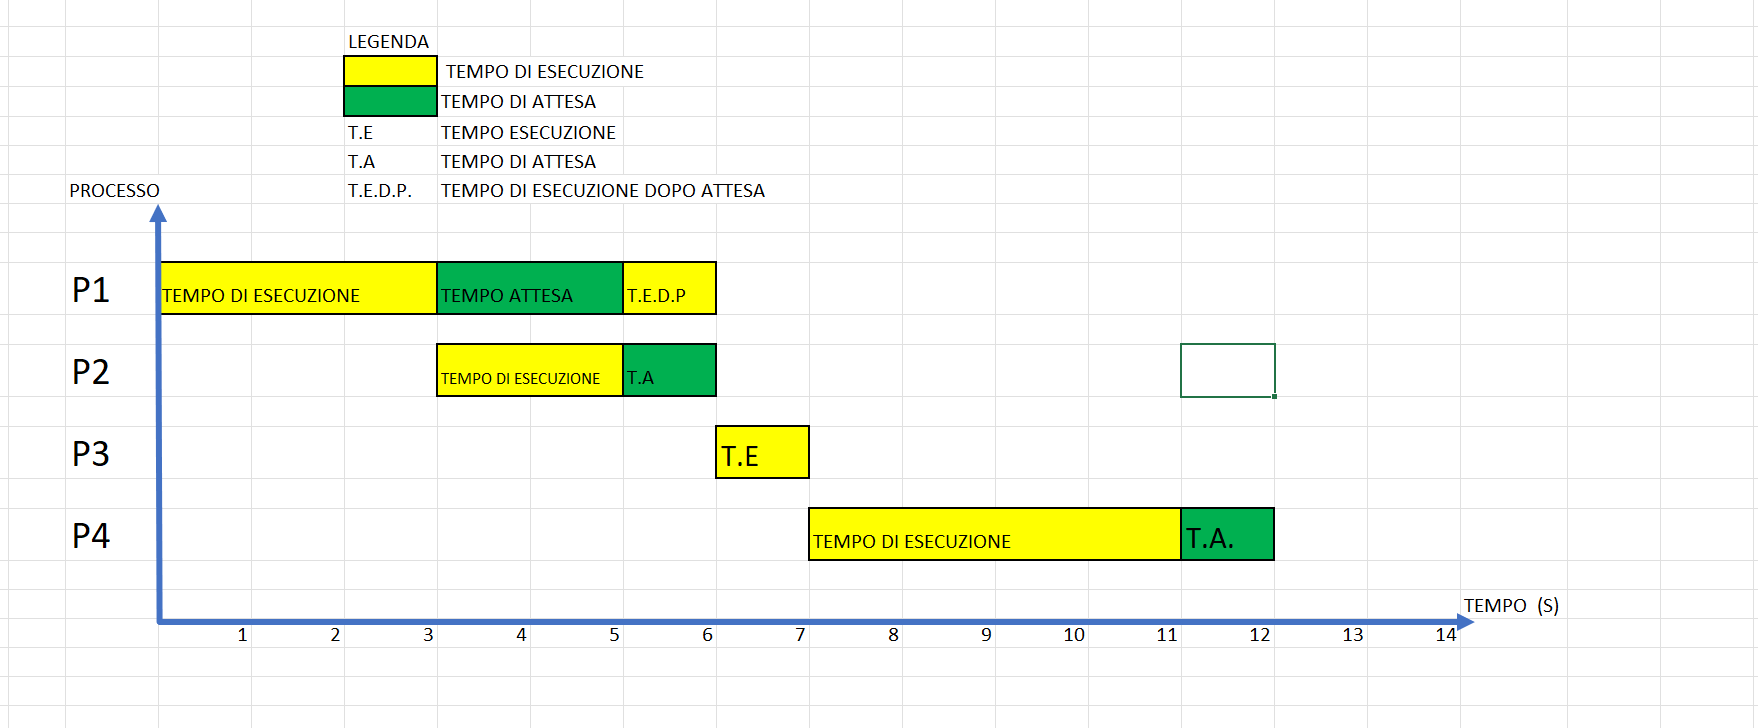 LEGENDA
TEMPO DI ESECUZIONE
TEMPO DI ATTESA
T.E TEMPO ESECUZIONE
T.A TEMPO DI ATTESA
PROCESSO T.E.D.P. TEMPO DI ESECUZIONE DOPO ATTESA
P1 TEMPO DI ESECUZIONE TEMPO ATTESA T.E.D.P
P2 TEMPO DI ESECUZIONE T.A
P3 T.E
P4 TEMPO DI ESECUZIONE T.A.
TEMPO (S)
1 2 3 4 5 6 7 8 9 10 11 12 13 14